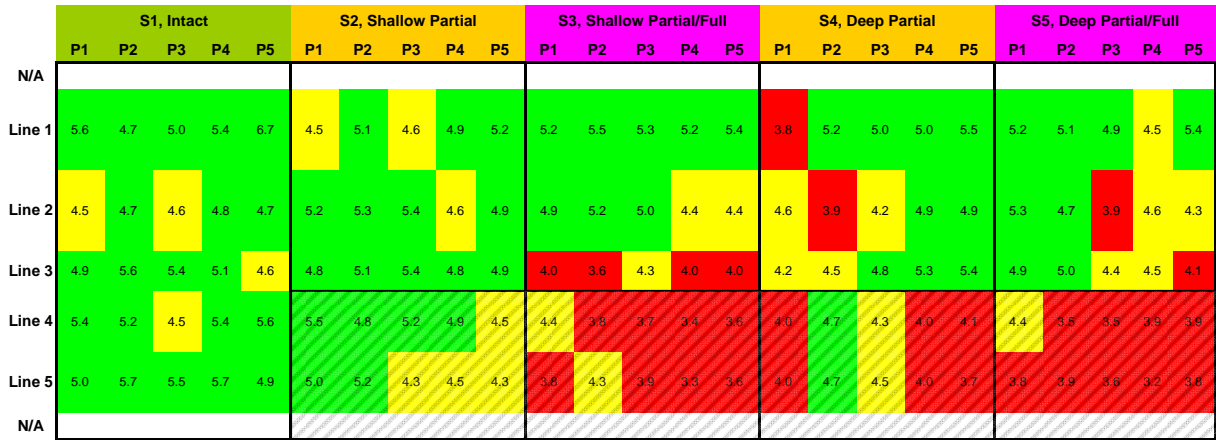 S1, Intact S2, Shallow Partial S3, Shallow Partial/Full S4, Deep Partial S5, Deep Partial/Full
P1 P2 P3 P4 P5 P1 P2 P3 P4 P5 P1 P2 P3 P4 P5 P1 P2 P3 P4 P5 P1 P2 P3 P4 P5
N/A
Line 1 5.6 4.7 5.0 5.4 6.7 4.5 5.1 4.6 4.9 5.2 5.2 5.5 5.3 5.2 5.4 3.8 5.2 5.0 5.0 5.5 5.2 5.1 4.9 4.5 5.4
Line 2 4.5 4.7 4.6 4.8 4.7 5.2 5.3 5.4 4.6 4.9 4.9 5.2 5.0 4.4 4.4 4.6 3.9 4.2 4.9 4.9 5.3 4.7 3.9 4.6 4.3
Line 3 4.9 5.6 5.4 5.1 4.6 4.8 5.1 5.4 4.8 4.9 4.0 3.6 4.3 4.0 4.0 4.2 4.5 4.8 5.3 5.4 4.9 5.0 4.4 4.5 4.1
Line 4 5.4 5.2 4.5 5.4 5.6 5.5 4.8 5.2 4.9 4.5 4.4 3.8 3.7 3.4 3.6 4.0 4.7 4.3 4.0 4.1 4.4 3.5 3.5 3.9 3.9
Line 5 5.0 5.7 5.5 5.7 4.9 5.0 5.2 4.3 4.5 4.3 3.8 4.3 3.9 3.3 3.6 4.0 4.7 4.5 4.0 3.7 3.8 3.9 3.6 3.2 3.8
N/A